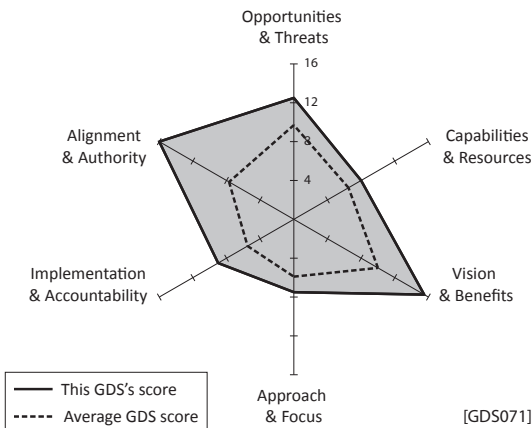 Opportunities
& Threats
16
12
8
4
Capabilities
& Resources
Alignment
& Authority
Implementation
& Accountability
Vision
& Benefits
Approach
& Focus
This GDS's score
Average GDS score
[GDS071]